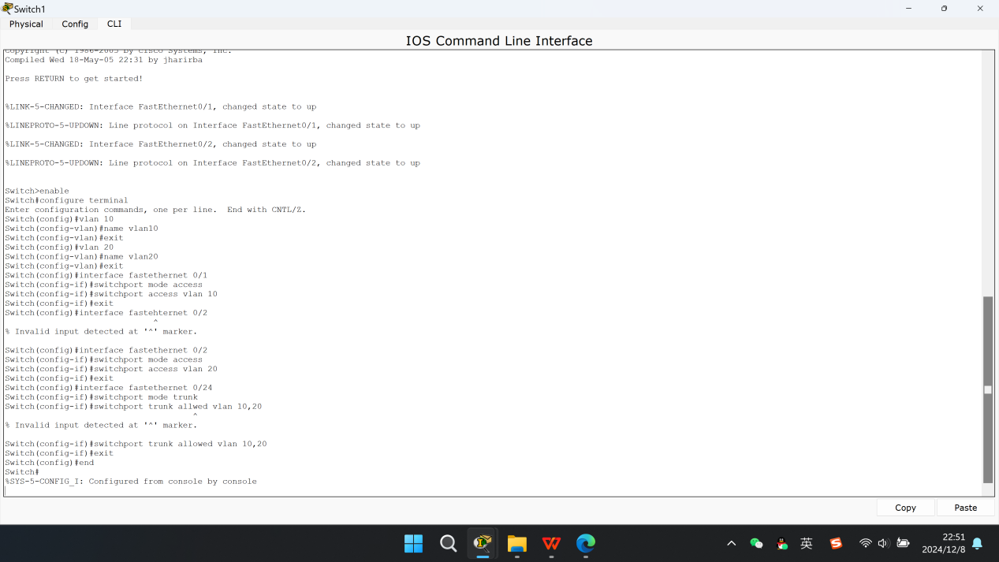 Switch1
Physical Config CLI
IOS Command Line Interface
Copyright (c) 1986-2005 by Cisco Systems, Inc.
Compiled Wed 18-May-05 22:31 by jharirba
Press RETURN to get started!
%LINK-5-CHANGED: Interface FastEthernet0/1, changed state to up
%LINEPROTO-5-UPDOWN: Line protocol on Interface FastEthernet0/1, changed state to up
%LINK-5-CHANGED: Interface FastEthernet0/2, changed state to up
%LINEPROTO-5-UPDOWN: Line protocol on Interface FastEthernet0/2, changed state to up
Switch>enable
Switch#configure terminal
Enter configuration commands, one per line.  End with CNTL/Z.
Switch(config)#vlan 10
Switch(config-vlan)#name vlan10
Switch(config-vlan)#exit
Switch(config)#vlan 20
Switch(config-vlan)#name vlan20
Switch(config-vlan)#exit
Switch(config)#interface fastethernet 0/1
Switch(config-if)#switchport mode access
Switch(config-if)#switchport access vlan 10
Switch(config-if)#exit
Switch(config)#interface fastehternet 0/2
^
% Invalid input detected at '^' marker.
Switch(config)#interface fastethernet 0/2
Switch(config-if)#switchport mode access
Switch(config-if)#switchport access vlan 20
Switch(config-if)#exit
Switch(config)#interface fastethernet 0/24
Switch(config-if)#switchport mode trunk
Switch(config-if)#switchport trunk allwed vlan 10,20
^
% Invalid input detected at '^' marker.
Switch(config-if)#switchport trunk allowed vlan 10,20
Switch(config-if)#exit
Switch(config)#end
Switch#
%SYS-5-CONFIG_I: Configured from console by console
Copy Paste
英
22:51
2024/12/8